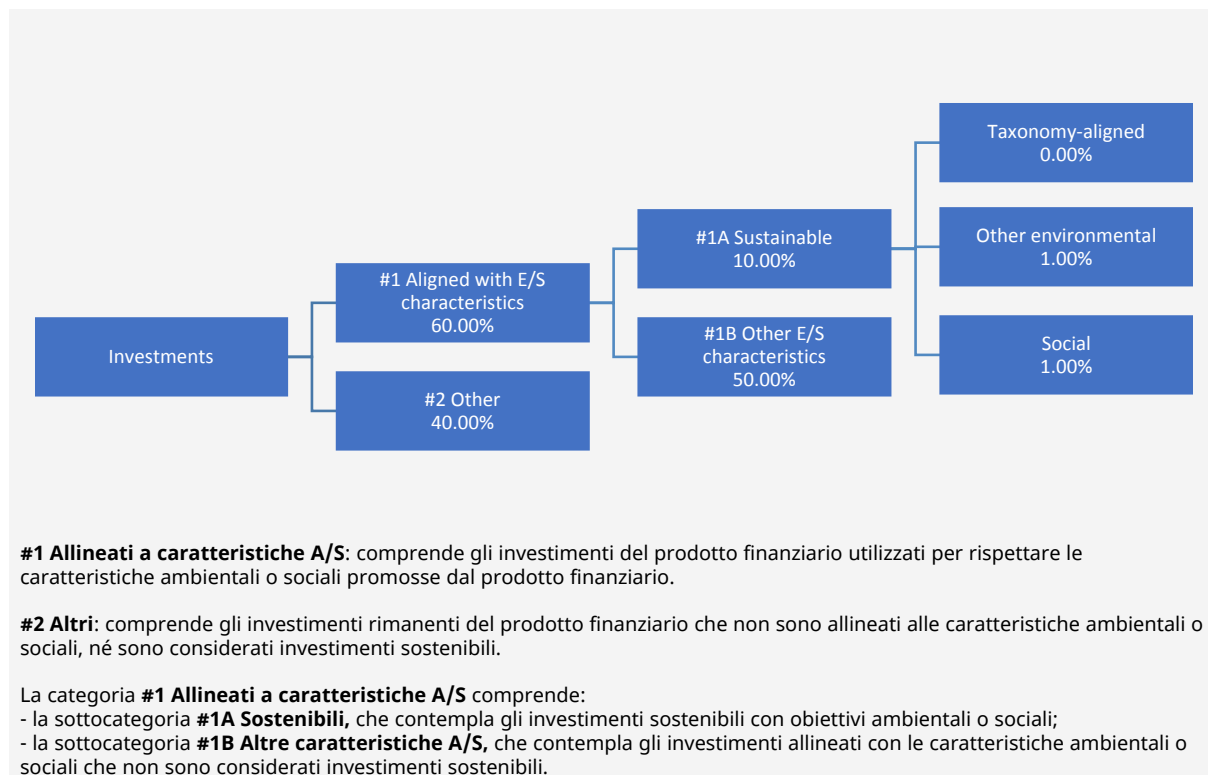 Taxonomy-aligned
0.00%
#1A Sustainable
10.00%
Other environmental
1.00%
#1 Aligned with E/S
characteristics
60.00%
Investments
#1B Other E/S
characteristics
50.00%
Social
1.00%
#2 Other
40.00%
#1 Allineati a caratteristiche A/S: comprende gli investimenti del prodotto finanziario utilizzati per rispettare le
caratteristiche ambientali o sociali promosse dal prodotto finanziario.
#2 Altri: comprende gli investimenti rimanenti del prodotto finanziario che non sono allineati alle caratteristiche ambientali o
sociali, né sono considerati investimenti sostenibili.
La categoria #1 Allineati a caratteristiche A/S comprende:
- la sottocategoria #1A Sostenibili, che contempla gli investimenti sostenibili con obiettivi ambientali o sociali;
- la sottocategoria #1B Altre caratteristiche A/S, che contempla gli investimenti allineati con le caratteristiche ambientali o
sociali che non sono considerati investimenti sostenibili.